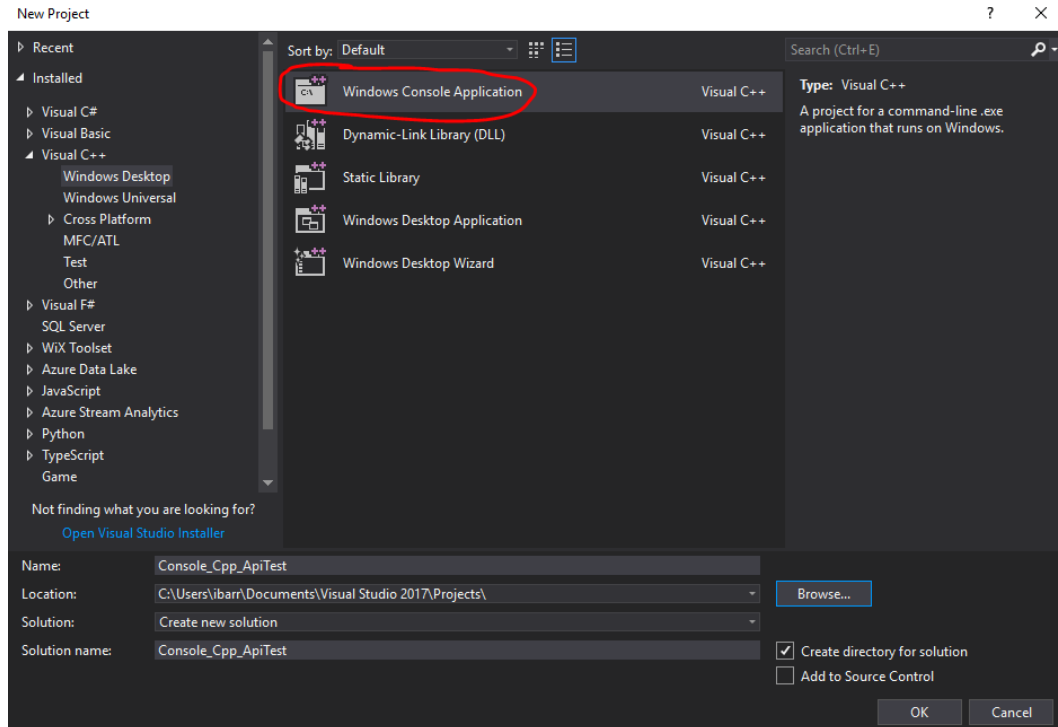 New Project
?
Recent
Installed
Visual C#
Visual Basic
Visual C++
Windows Desktop
Windows Universal
Cross Platform
MFC/ATL
Test
Other
Visual F#
SQL Server
WiX Toolset
Azure Data Lake
JavaScript
Azure Stream Analytics
Python
TypeScript
Game
Not finding what you are looking for?
Open Visual Studio Installer
Sort by: Default
Windows Console Application Visual C++
Dynamic-Link Library (DLL) Visual C++
Static Library Visual C++
Windows Desktop Application Visual C++
Windows Desktop Wizard Visual C++
Search (Ctrl+E)
Type: Visual C++
A project for a command-line .exe
application that runs on Windows.
Name: Console_Cpp_ApiTest
Location: C:\Users\ibarr\Documents\Visual Studio 2017\Projects\
Browse...
Solution: Create new solution
Solution name: Console_Cpp_ApiTest
Create directory for solution
Add to Source Control
OK Cancel